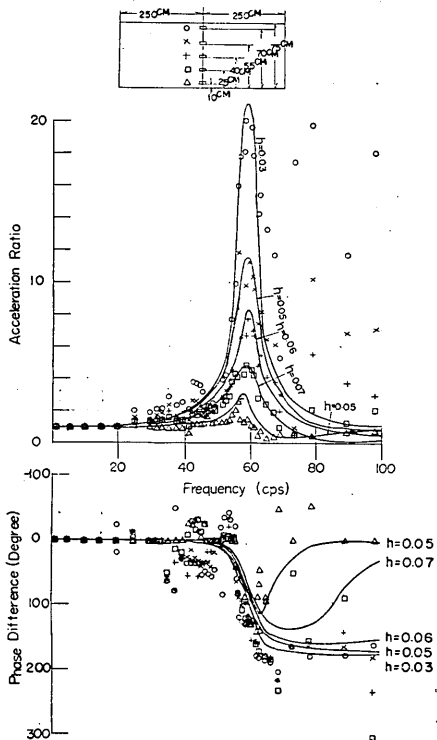 250CM 250CM
75CM
70CM
55CM
40CM
25CM
10CM
20
10
0
Acceleration Ratio
h=0.03
h=0.05
h=0.06
h=0.07
h=0.05
0 20 40 60 80 100
Frequency (cps)
-100
0
100
200
300
Phase Difference (Degree)
h=0.05
h=0.07
h=0.06
h=0.05
h=0.03